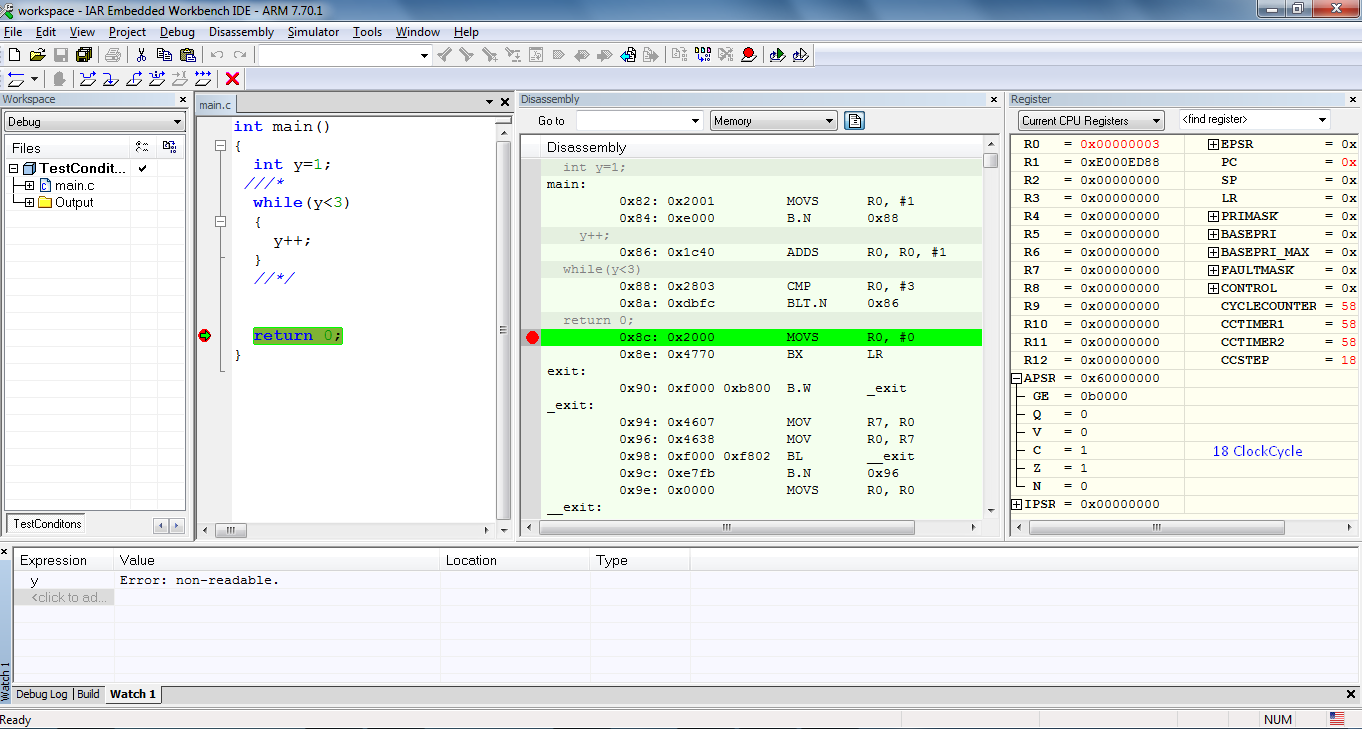 workspace - IAR Embedded Workbench IDE - ARM 7.70.1
File Edit View Project Debug Disassembly Simulator Tools Window Help
Workspace
Debug
Files
TestCondit...
main.c
Output
TestConditons
main.c
int main()
{
int y=1;
///*
while(y<3)
{
y++;
}
//*/
return 0;
}
Disassembly
Go to
Memory
Disassembly
int y=1;
main:
0x82: 0x2001 MOVS R0, #1
0x84: 0xe000 B.N 0x88
y++;
0x86: 0x1c40 ADDS R0, R0, #1
while(y<3)
0x88: 0x2803 CMP R0, #3
0x8a: 0xdbfc BLT.N 0x86
return 0;
0x8c: 0x2000 MOVS R0, #0
0x8e: 0x4770 BX LR
exit:
0x90: 0xf000 0xb800 B.W _exit
_exit:
0x94: 0x4607 MOV R7, R0
0x96: 0x4638 MOV R0, R7
0x98: 0xf000 0xf802 BL __exit
0x9c: 0xe7fb B.N 0x96
0x9e: 0x0000 MOVS R0, R0
__exit:
Register
Current CPU Registers <find register>
R0 = 0x00000003 EPSR = 0x
R1 = 0xE000ED88 PC = 0x
R2 = 0x00000000 SP = 0x
R3 = 0x00000000 LR = 0x
R4 = 0x00000000 PRIMASK = 0x
R5 = 0x00000000 BASEPRI = 0x
R6 = 0x00000000 BASEPRI_MAX = 0x
R7 = 0x00000000 FAULTMASK = 0x
R8 = 0x00000000 CONTROL = 0x
R9 = 0x00000000 CYCLECOUNTER = 58
R10 = 0x00000000 CCTIMER1 = 58
R11 = 0x00000000 CCTIMER2 = 58
R12 = 0x00000000 CCSTEP = 18
APSR = 0x60000000
GE = 0b0000
Q = 0
V = 0
C = 1 18 ClockCycle
Z = 1
N = 0
IPSR = 0x00000000
Expression Value Location Type
y Error: non-readable.
<click to ad...
Watch 1
Debug Log Build Watch 1
Ready NUM